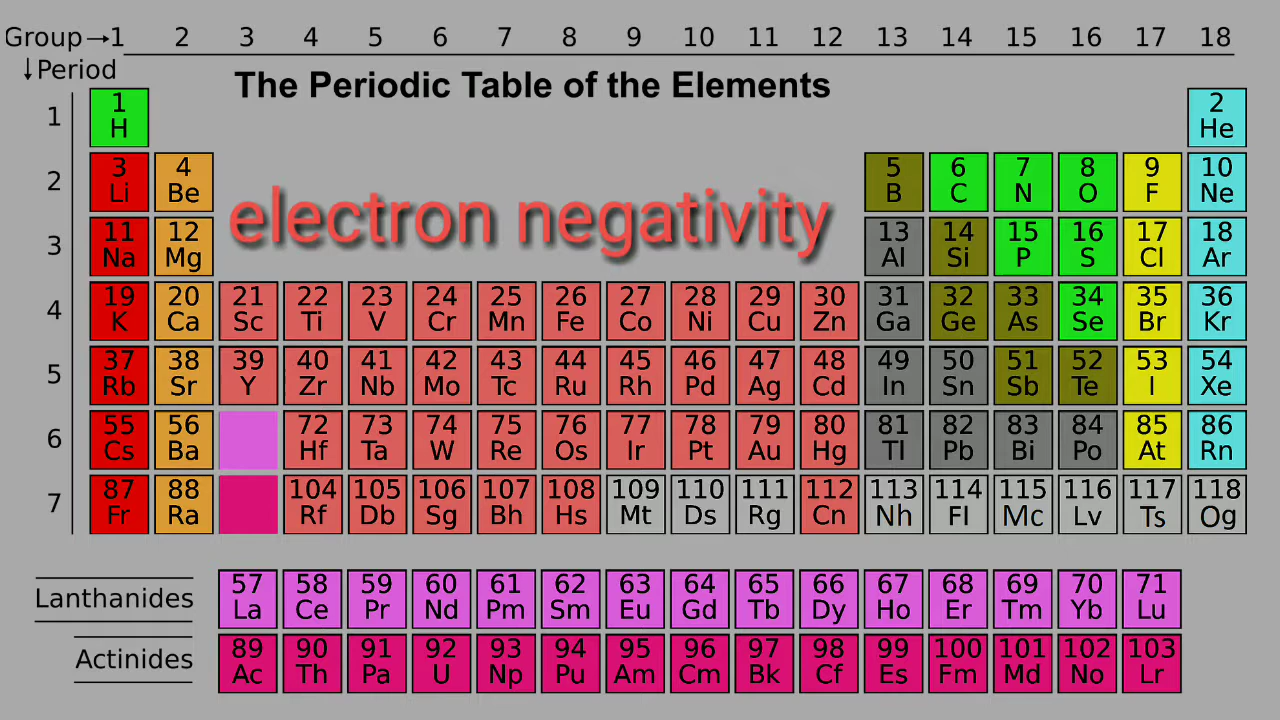 Group→1 2 3 4 5 6 7 8 9 10 11 12 13 14 15 16 17 18
↓Period
The Periodic Table of the Elements
1 1 2
H He
2 3 4 5 6 7 8 9 10
Li Be B C N O F Ne
electron negativity
3 11 12 13 14 15 16 17 18
Na Mg Al Si P S Cl Ar
4 19 20 21 22 23 24 25 26 27 28 29 30 31 32 33 34 35 36
K Ca Sc Ti V Cr Mn Fe Co Ni Cu Zn Ga Ge As Se Br Kr
5 37 38 39 40 41 42 43 44 45 46 47 48 49 50 51 52 53 54
Rb Sr Y Zr Nb Mo Tc Ru Rh Pd Ag Cd In Sn Sb Te I Xe
6 55 56 72 73 74 75 76 77 78 79 80 81 82 83 84 85 86
Cs Ba Hf Ta W Re Os Ir Pt Au Hg Tl Pb Bi Po At Rn
7 87 88 104 105 106 107 108 109 110 111 112 113 114 115 116 117 118
Fr Ra Rf Db Sg Bh Hs Mt Ds Rg Cn Nh Fl Mc Lv Ts Og
Lanthanides 57 58 59 60 61 62 63 64 65 66 67 68 69 70 71
La Ce Pr Nd Pm Sm Eu Gd Tb Dy Ho Er Tm Yb Lu
Actinides 89 90 91 92 93 94 95 96 97 98 99 100 101 102 103
Ac Th Pa U Np Pu Am Cm Bk Cf Es Fm Md No Lr